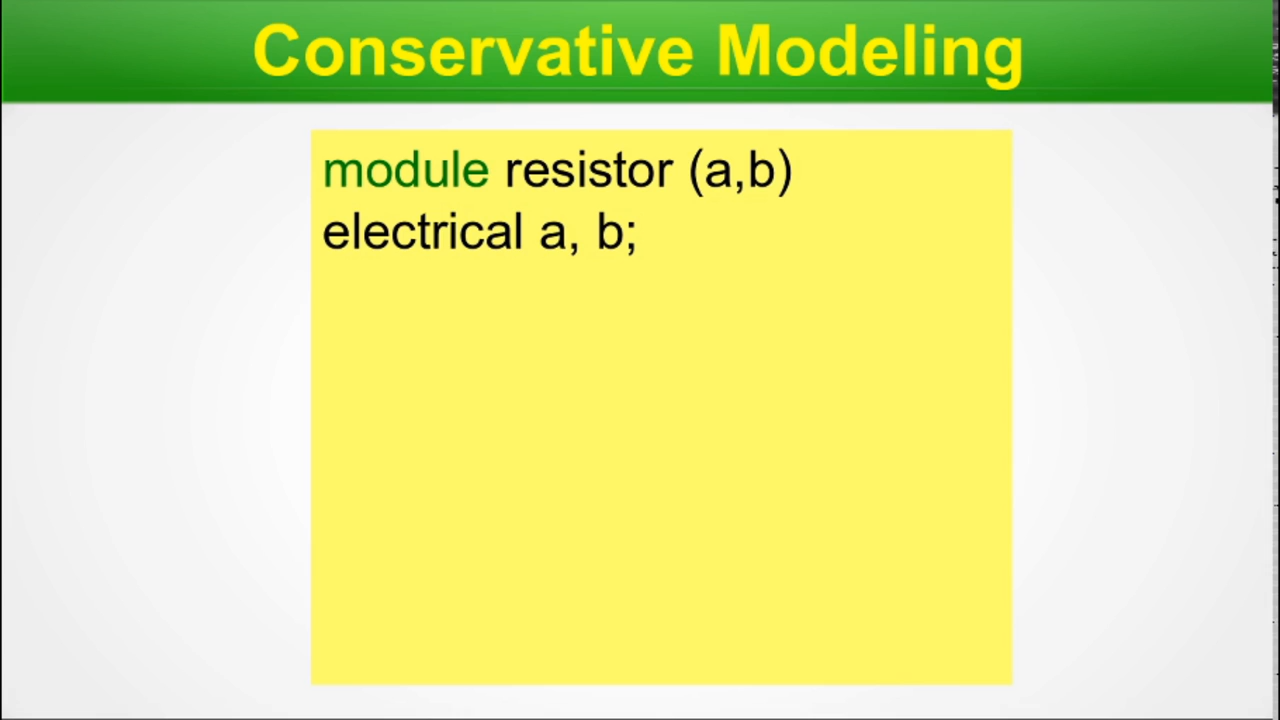 Conservative Modeling
module resistor (a,b)
electrical a, b;